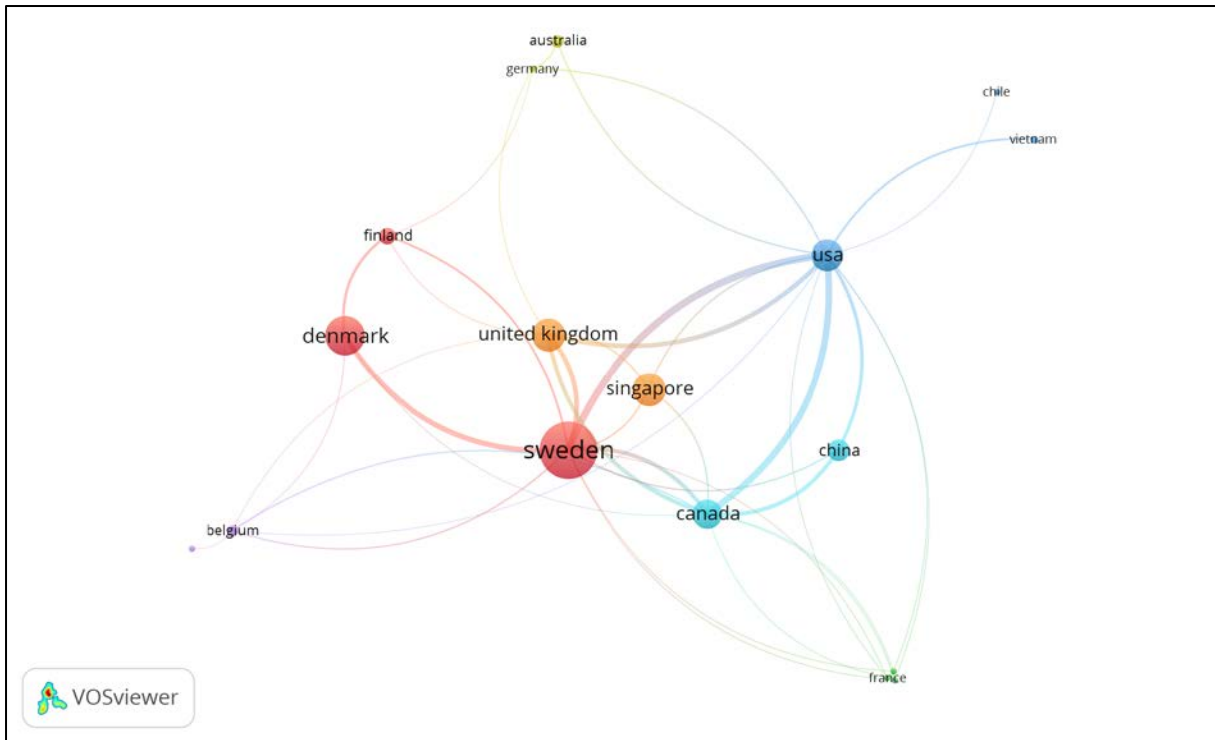 australia
germany
chile
vietnam
finland
usa
denmark
united kingdom
singapore
sweden
china
canada
belgium
france
VOSviewer